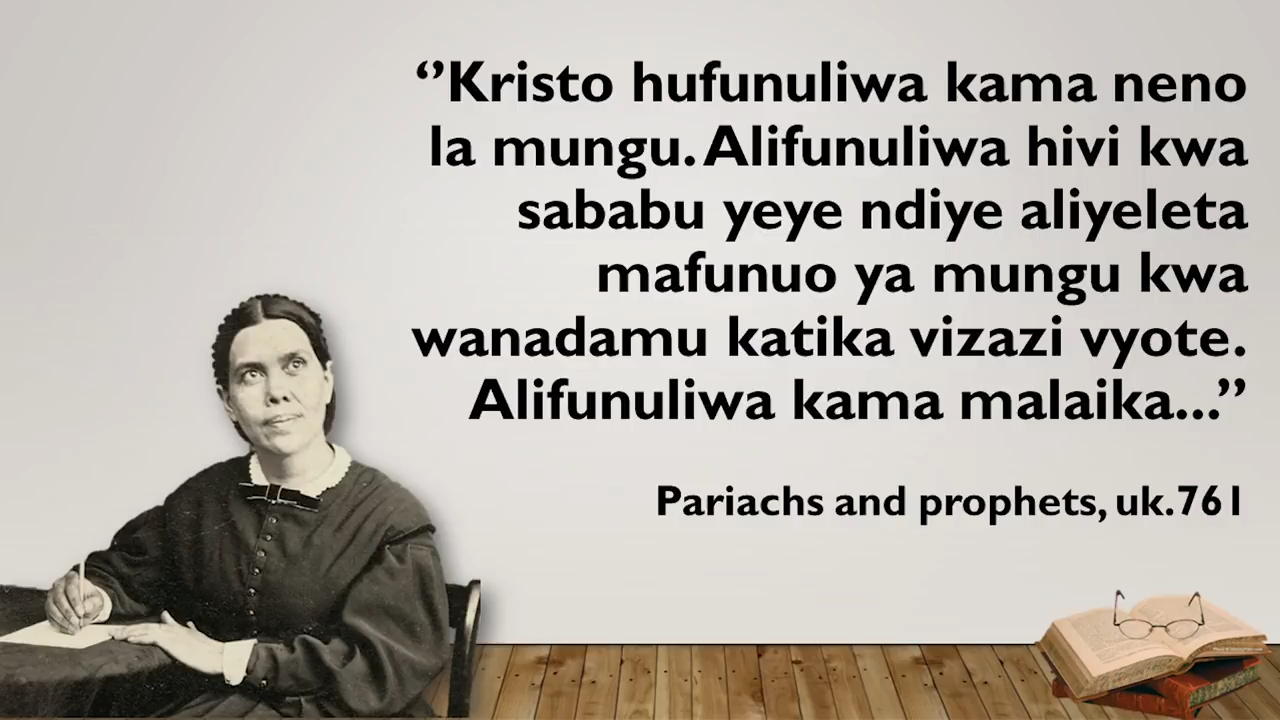 ‘’Kristo hufunuliwa kama neno
la mungu. Alifunuliwa hivi kwa
sababu yeye ndiye aliyeleta
mafunuo ya mungu kwa
wanadamu katika vizazi vyote.
Alifunuliwa kama malaika...’’
Pariachs and prophets, uk.761